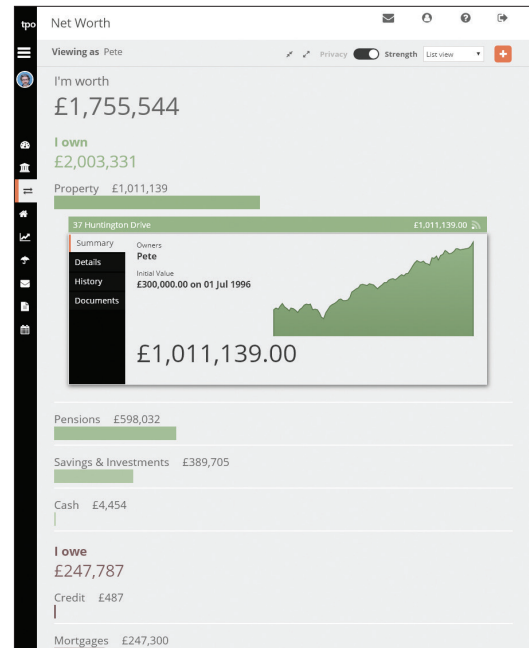 tpo
Net Worth
Viewing as Pete
Privacy
Strength
List view
I'm worth
£1,755,544
I own
£2,003,331
Property £1,011,139
37 Huntington Drive £1,011,139.00
Summary
Details
History
Documents
Owners
Pete
Initial Value
£300,000.00 on 01 Jul 1996
£1,011,139.00
Pensions £598,032
Savings & Investments £389,705
Cash £4,454
I owe
£247,787
Credit £487
Mortgages £247,300